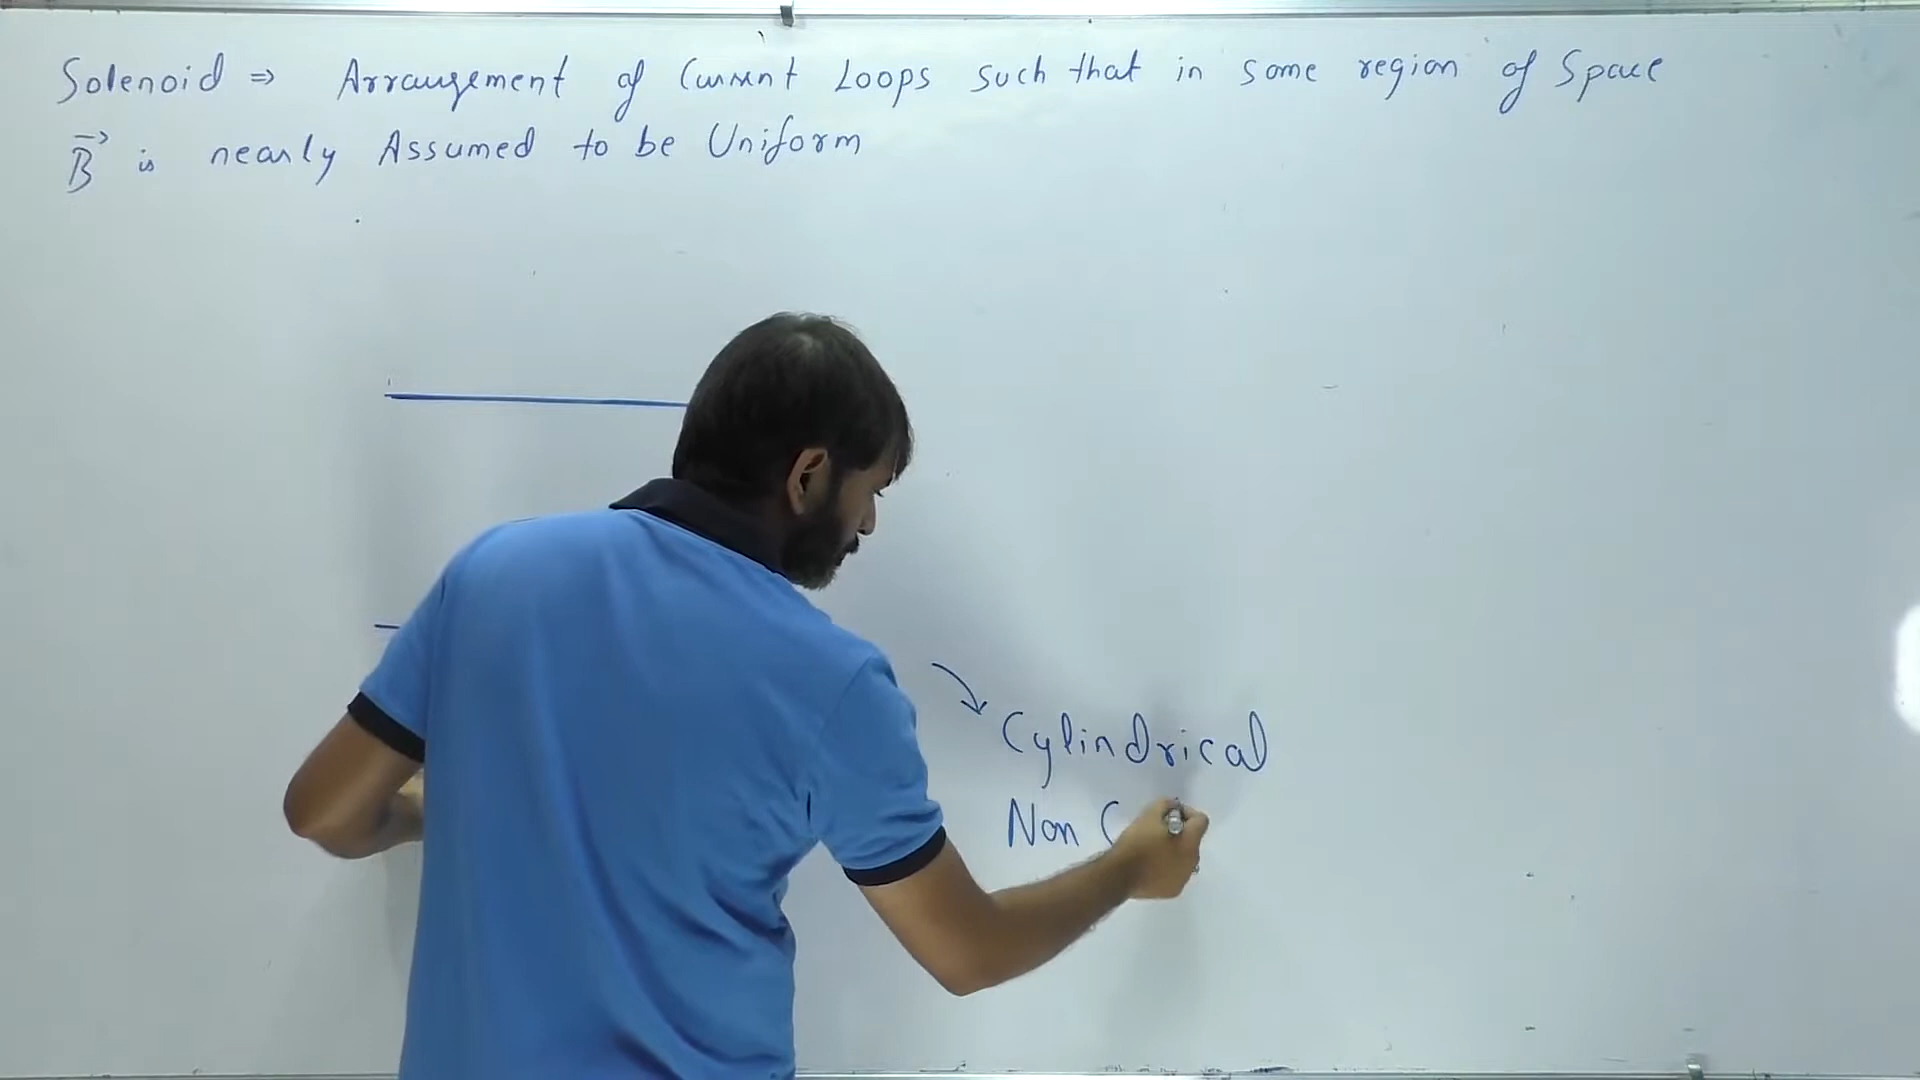 Solenoid ⇒ Arrangement of Current Loops such that in some region of Space
B⃗ is nearly Assumed to be Uniform
Cylindrical
Non C